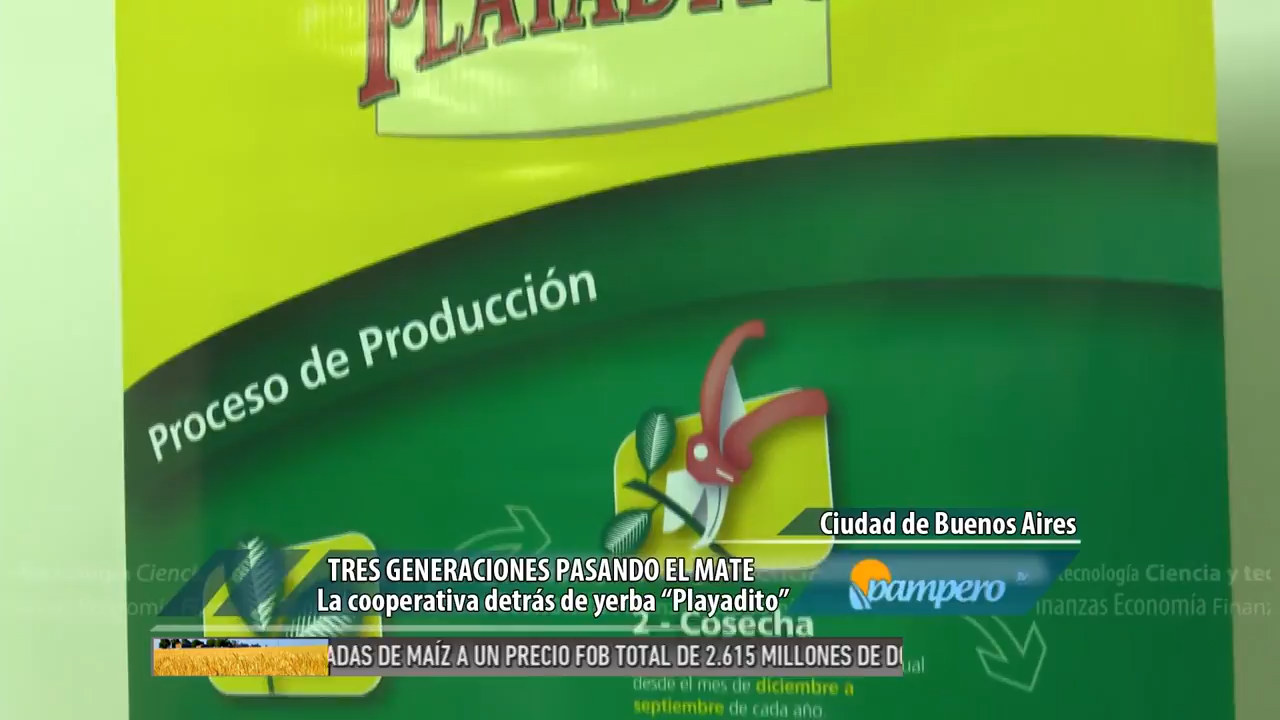 PLAYADITO
Proceso de Producción
Ciudad de Buenos Aires
TRES GENERACIONES PASANDO EL MATE
La cooperativa detrás de yerba “Playadito”
pampero
tecnología Ciencia y tec
Finanzas Economía Finan
2 - Cosecha
ADAS DE MAÍZ A UN PRECIO FOB TOTAL DE 2.615 MILLONES DE DO
ual
desde el mes de diciembre a
septiembre de cada año.